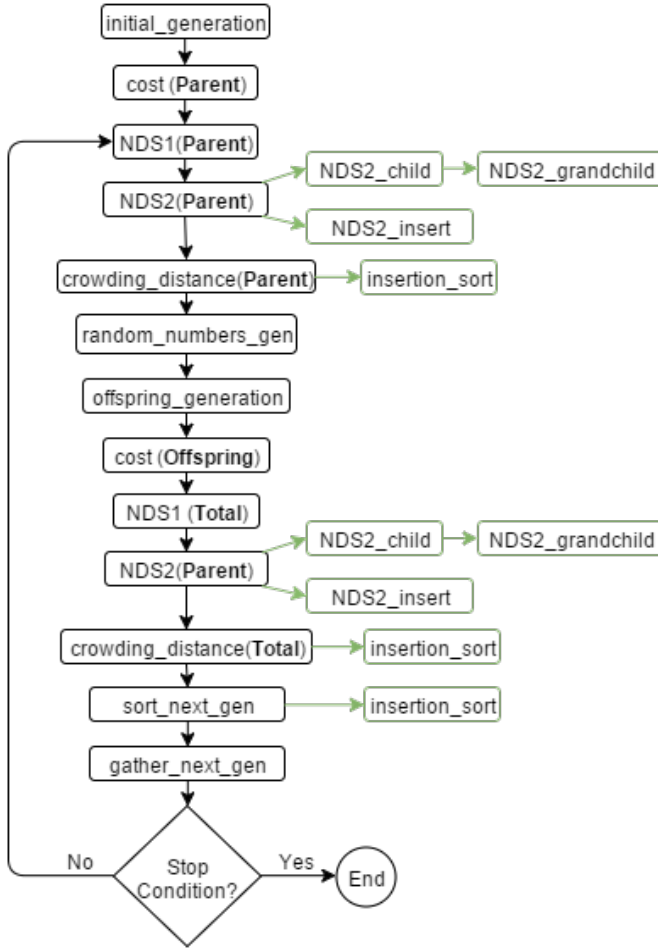 initial_generation
cost (Parent)
NDS1(Parent)
NDS2_child
NDS2_grandchild
NDS2(Parent)
NDS2_insert
crowding_distance(Parent)
insertion_sort
random_numbers_gen
offspring_generation
cost (Offspring)
NDS1 (Total)
NDS2_child
NDS2_grandchild
NDS2(Parent)
NDS2_insert
crowding_distance(Total)
insertion_sort
sort_next_gen
insertion_sort
gather_next_gen
No
Stop
Condition?
Yes
End